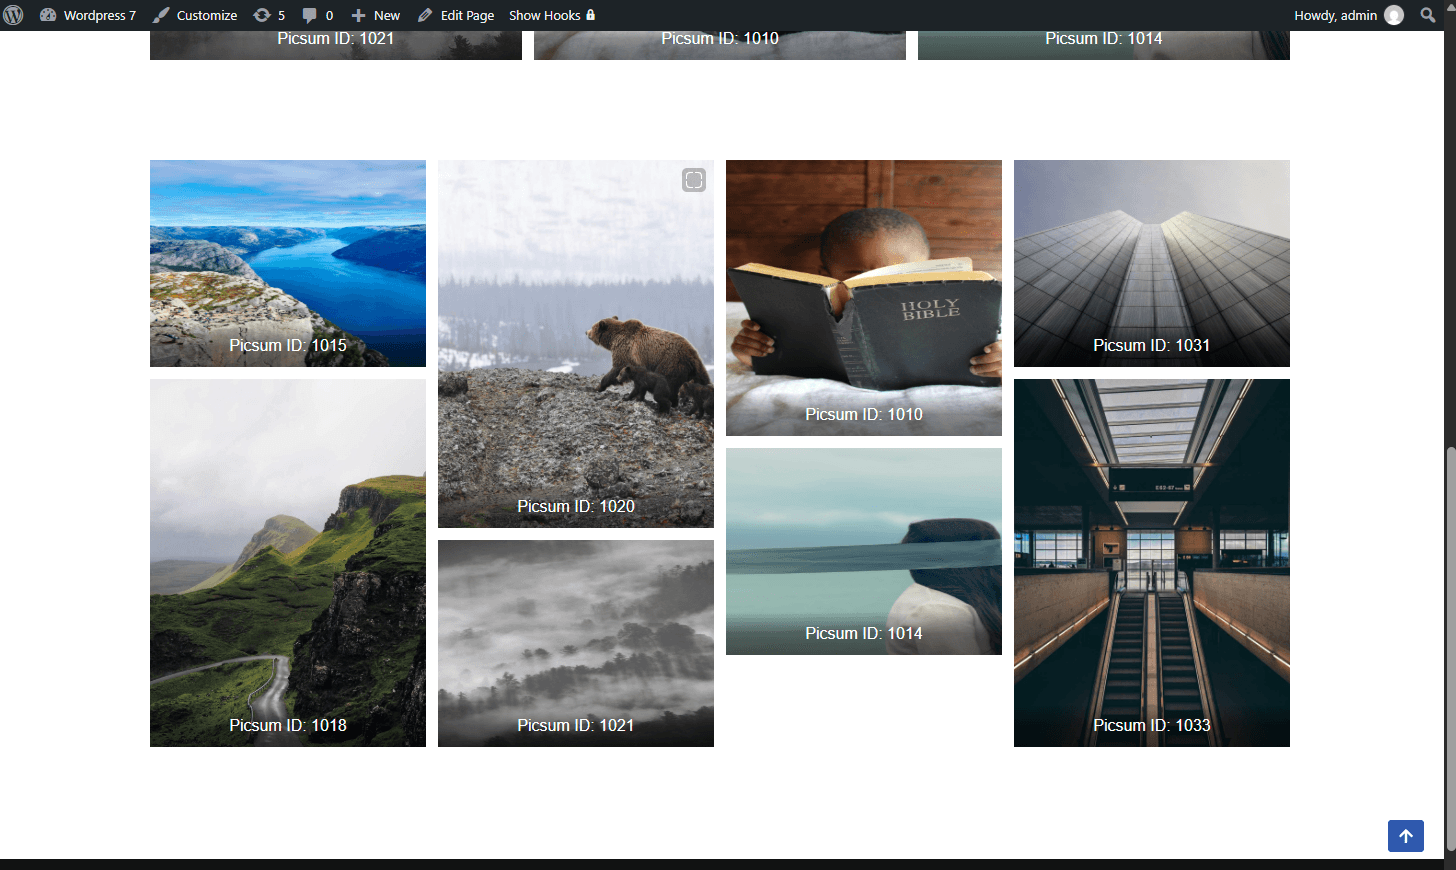 Wordpress 7 Customize 5 0 New Edit Page Show Hooks Howdy, admin
Picsum ID: 1021 Picsum ID: 1010 Picsum ID: 1014
HOLY
BIBLE
Picsum ID: 1015
Picsum ID: 1031
Picsum ID: 1010
Picsum ID: 1020
Picsum ID: 1014
Picsum ID: 1018
Picsum ID: 1021
Picsum ID: 1033